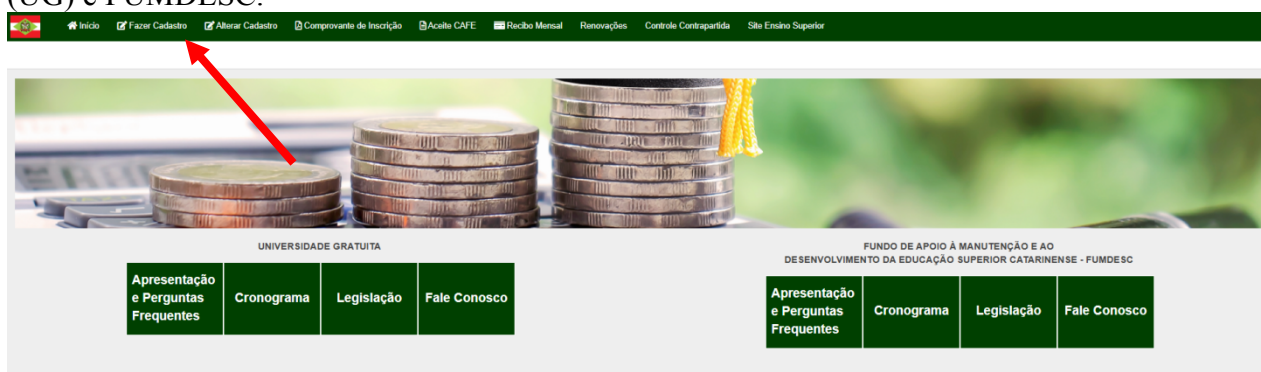 (UG) e FUMDESC.
Início Fazer Cadastro Alterar Cadastro Comprovante de Inscrição Aceite CAFE Recibo Mensal Renovações Controle Contrapartida Site Ensino Superior
UNIVERSIDADE GRATUITA
Apresentação
e Perguntas
Frequentes
Cronograma
Legislação
Fale Conosco
FUNDO DE APOIO À MANUTENÇÃO E AO
DESENVOLVIMENTO DA EDUCAÇÃO SUPERIOR CATARINENSE - FUMDESC
Apresentação
e Perguntas
Frequentes
Cronograma
Legislação
Fale Conosco